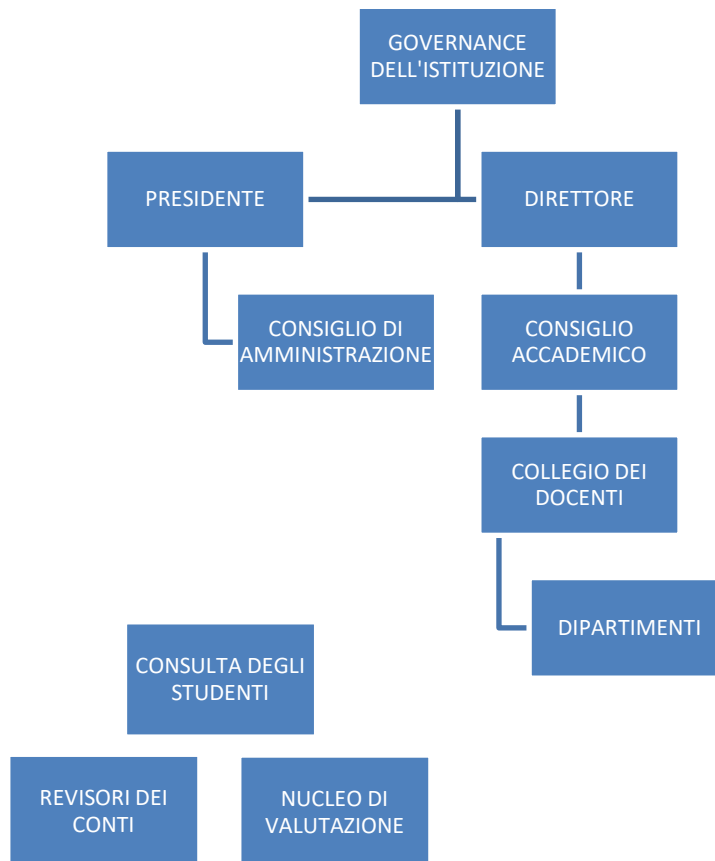 GOVERNANCE
DELL'ISTITUZIONE
PRESIDENTE
DIRETTORE
CONSIGLIO DI
AMMINISTRAZIONE
CONSIGLIO
ACCADEMICO
COLLEGIO DEI
DOCENTI
DIPARTIMENTI
CONSULTA DEGLI
STUDENTI
REVISORI DEI
CONTI
NUCLEO DI
VALUTAZIONE